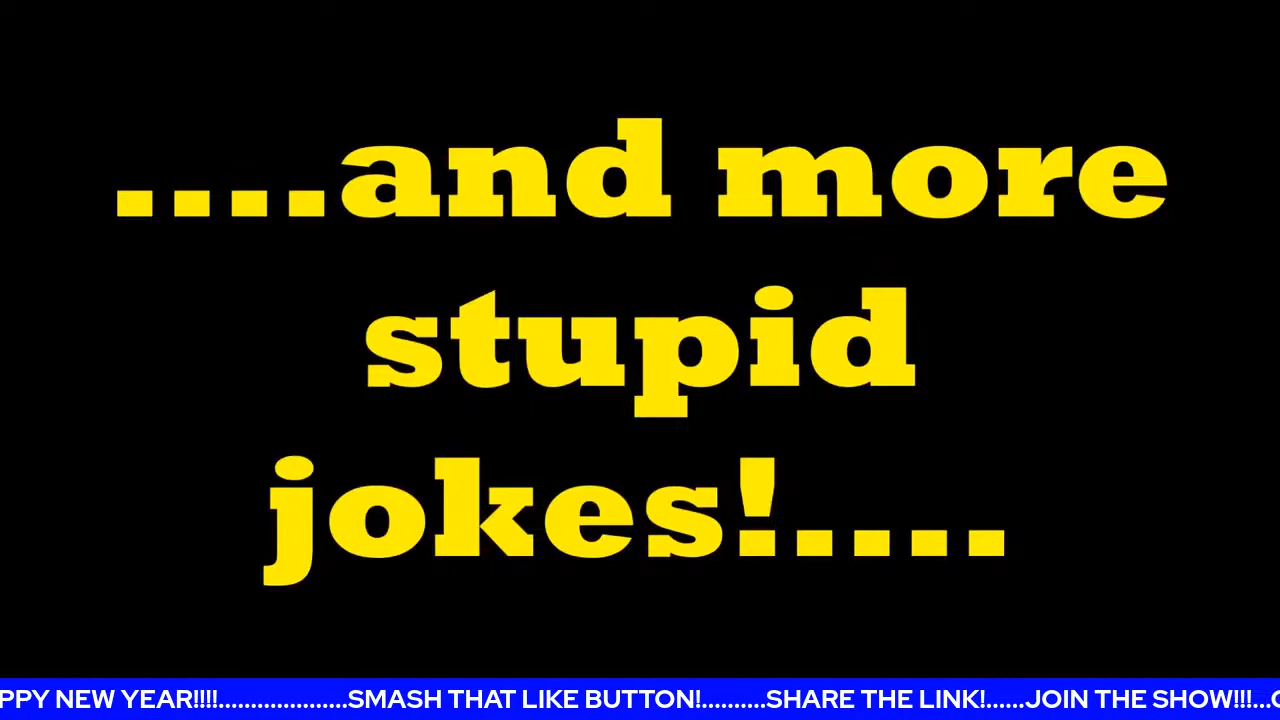 ....and more
stupid
jokes!....
PPY NEW YEAR!!!!....................SMASH THAT LIKE BUTTON!..........SHARE THE LINK!......JOIN THE SHOW!!!...